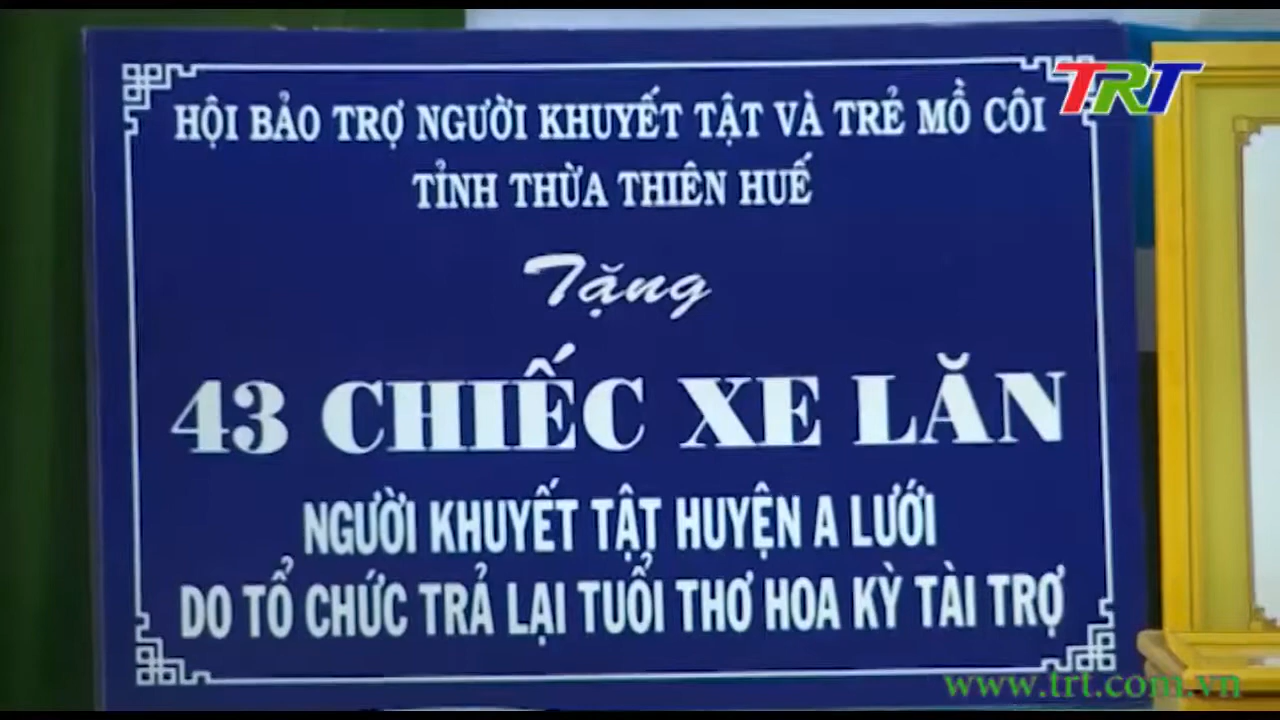 TRT
HỘI BẢO TRỢ NGƯỜI KHUYẾT TẬT VÀ TRẺ MỒ CÔI
TỈNH THỪA THIÊN HUẾ
Tặng
43 CHIẾC XE LĂN
NGƯỜI KHUYẾT TẬT HUYỆN A LƯỚI
DO TỔ CHỨC TRẢ LẠI TUỔI THƠ HOA KỲ TÀI TRỢ
www.trt.com.vn